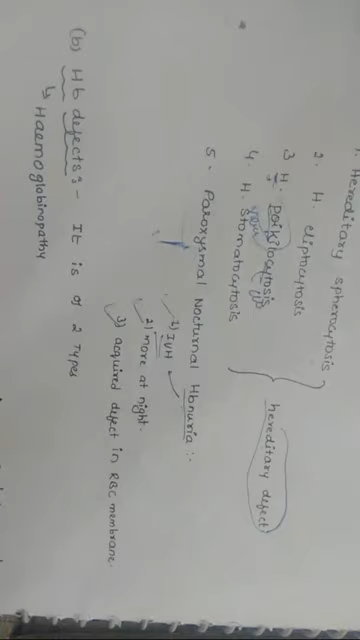 1. Hereditary spherocytosis
2. H. eliptocytosis
3 H. Poikilocytosis
4. H. Stomatocytosis
hereditary defect
5. Paroxysmal Nocturnal Hbnuria :-
1) IVH
2) more at night.
3) acquired defect in RBC membrane.
(b) Hb defects :- It is of 2 types
↳ Haemoglobinopathy